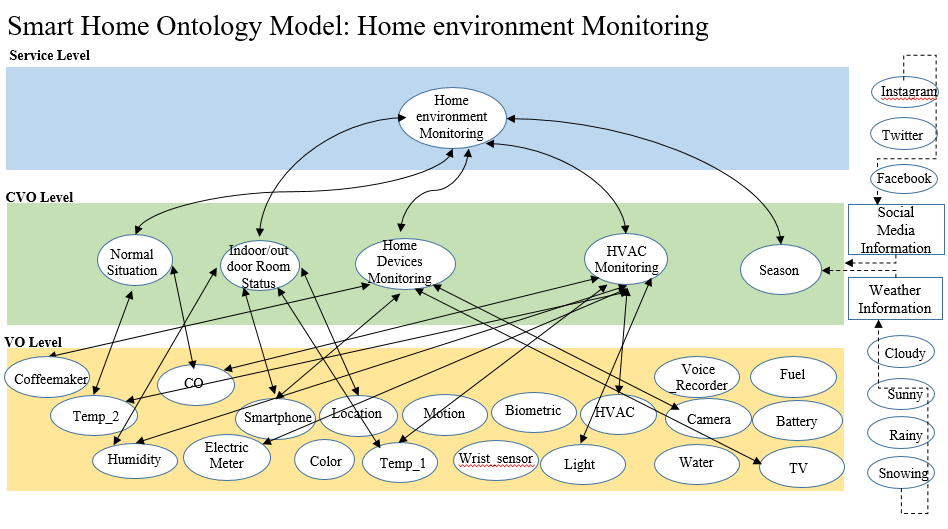 Smart Home Ontology Model: Home environment Monitoring
Service Level
Home
environment
Monitoring
Instagram
Twitter
Facebook
CVO Level
Normal
Situation
Indoor/out
door Room
Status
Home
Devices
Monitoring
HVAC
Monitoring
Season
Social
Media
Information
Weather
Information
VO Level
Coffeemaker
CO
Voice
_Recorder
Fuel
Cloudy
Temp_2
Smartphone
Location
Motion
Biometric
HVAC
Camera
Battery
Sunny
Humidity
Electric
Meter
Color
Temp_1
Wrist_sensor
Light
Water
TV
Rainy
Snowing